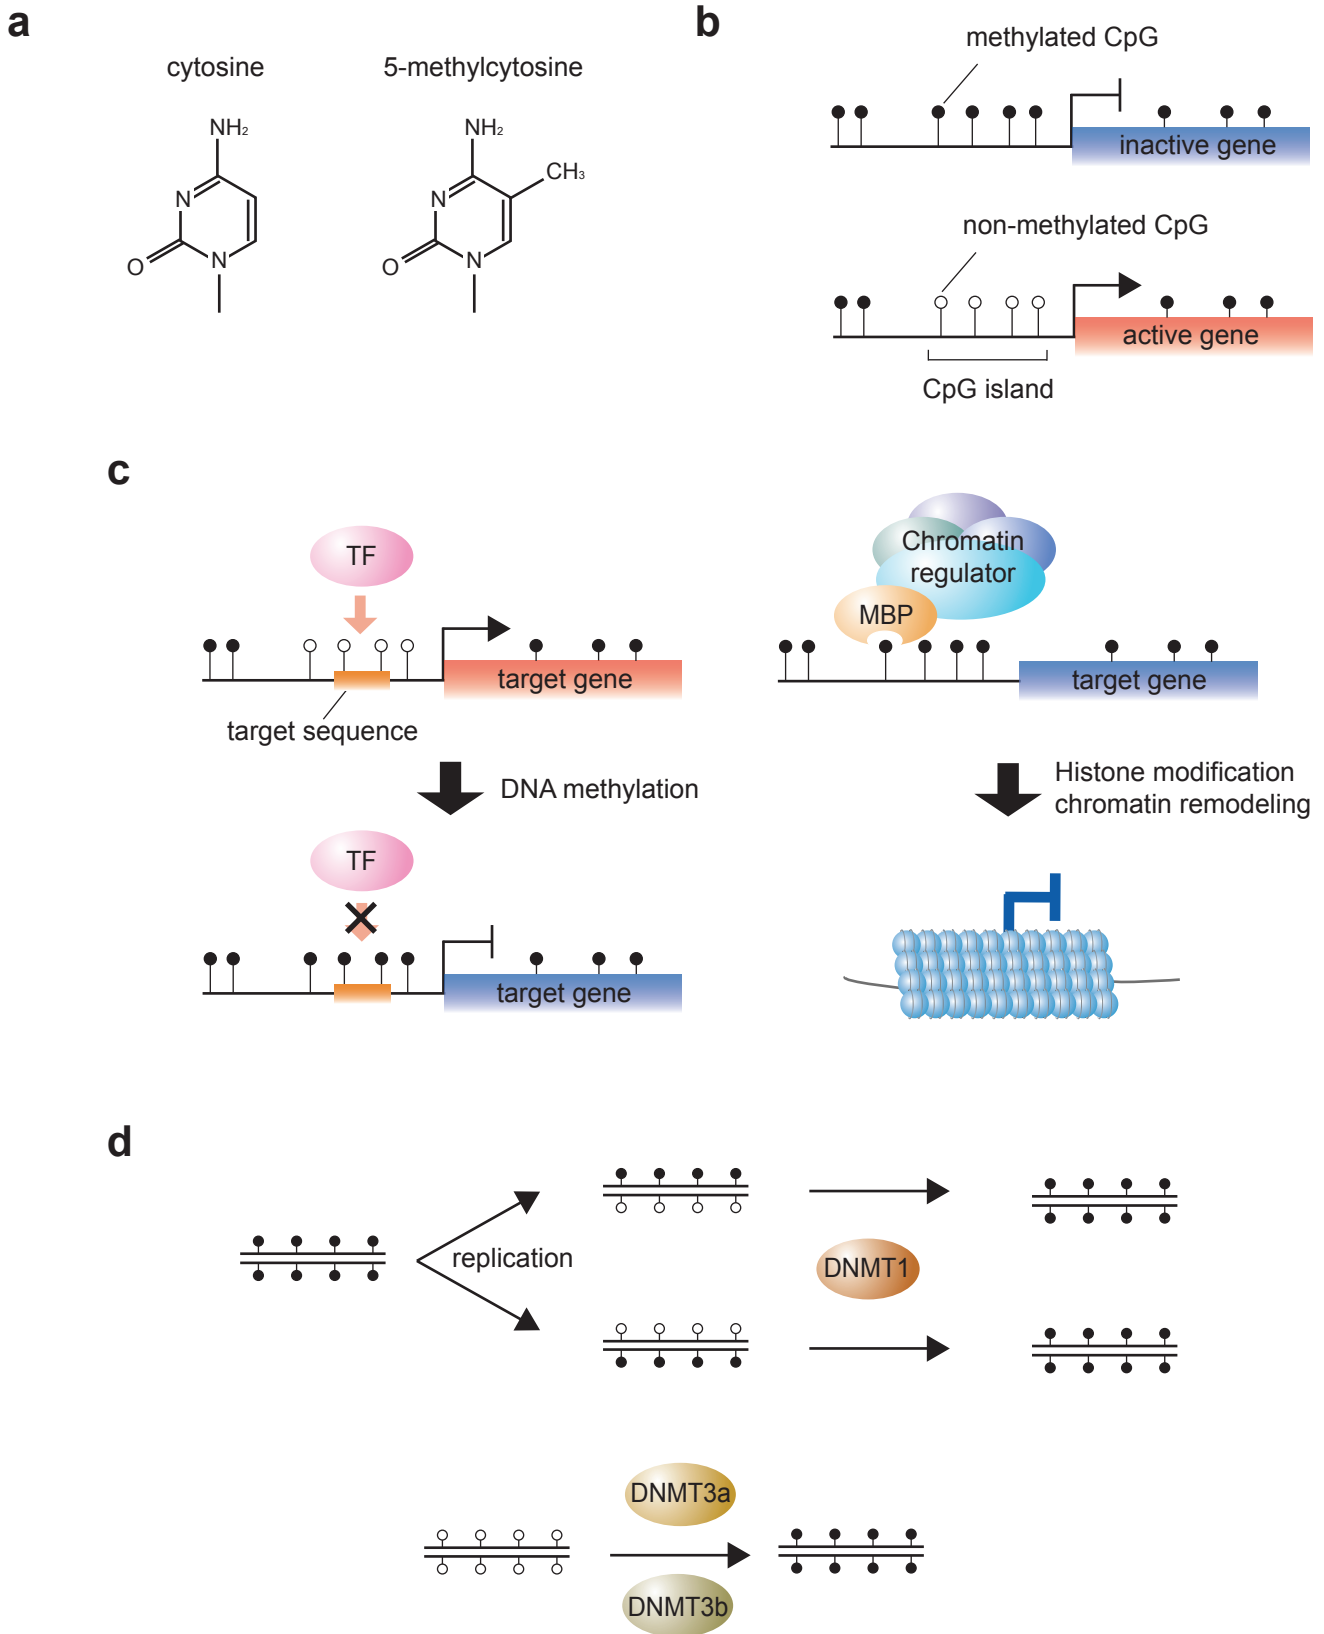 a
cytosine
5-methylcytosine
NH2
N
N
O
NH2
CH3
N
N
O
b
methylated CpG
inactive gene
non-methylated CpG
active gene
CpG island
c
TF
target gene
target sequence
DNA methylation
TF
target gene
Chromatin
regulator
MBP
target gene
Histone modification
chromatin remodeling
d
replication
DNMT1
DNMT3a
DNMT3b